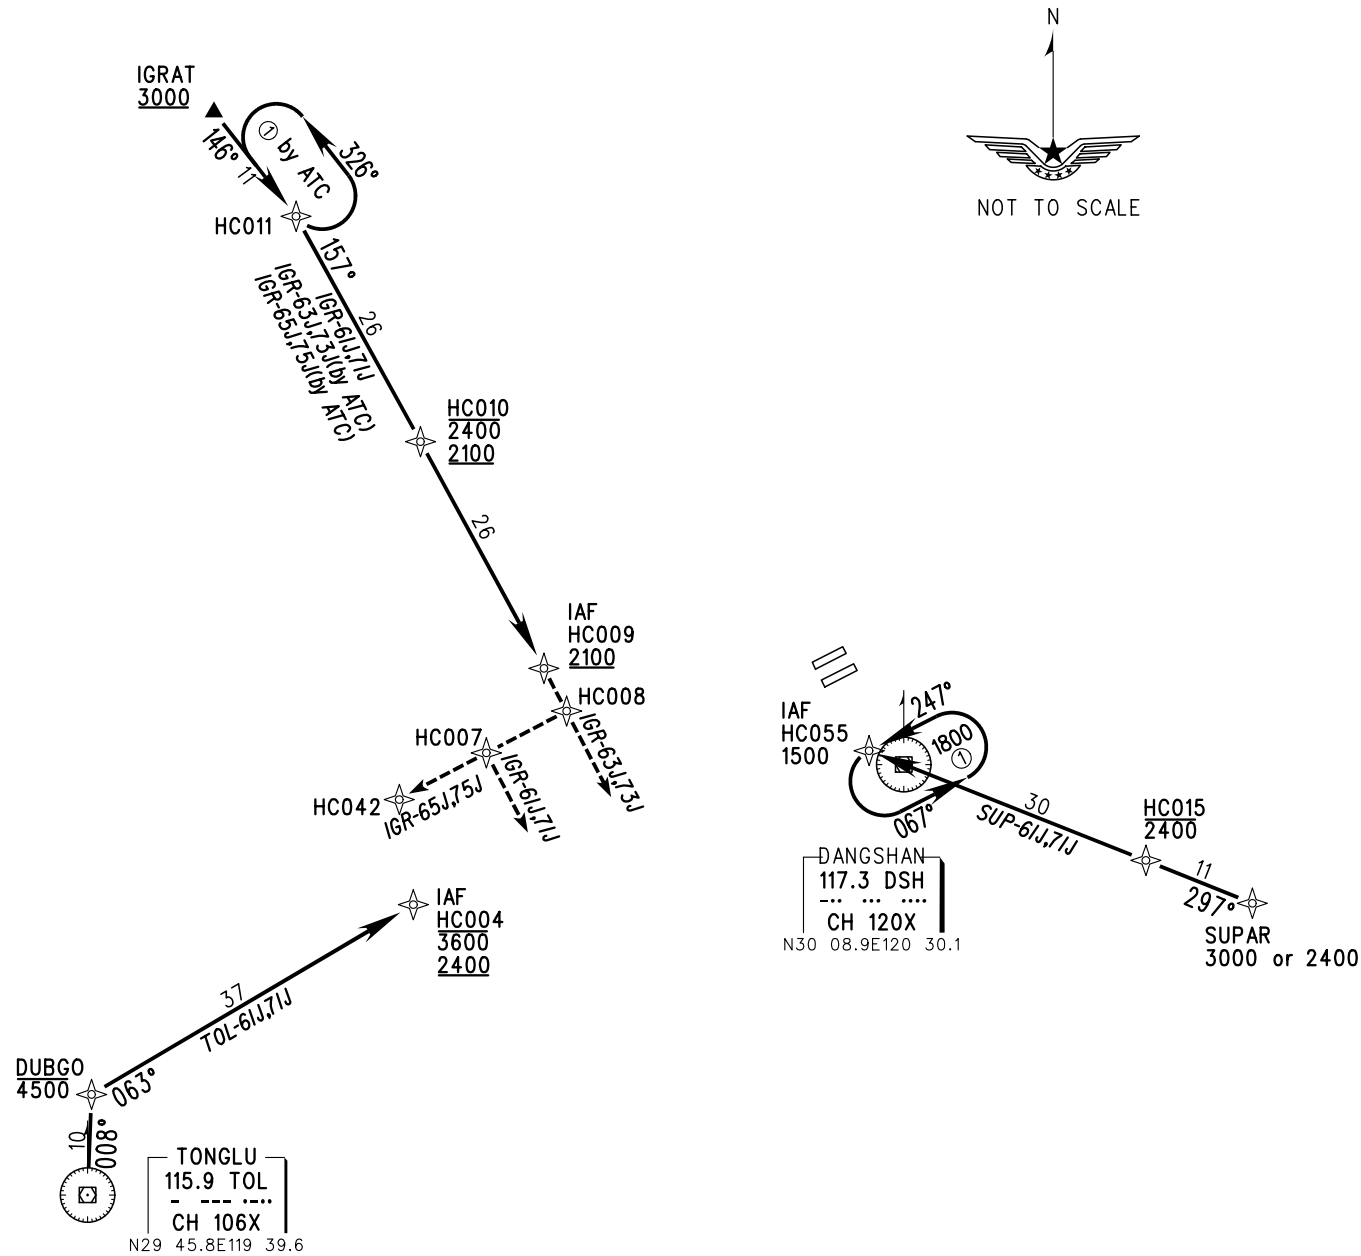 N
NOT TO SCALE
IGRAT
3000
146°
11
1 by ATC
326°
HC011
157°
26
IGR-61J,71J
IGR-63J,73J(by ATC)
IGR-65J,75J(by ATC)
HC010
2400
2100
26
IAF
HC009
2100
HC008
IGR-63J,73J
HC007
IGR-61J,71J
HC042
IGR-65J,75J
IAF
HC055
1500
247°
1800
1
067°
30
SUP-61J,71J
HC015
2400
11
297°
SUPAR
3000 or 2400
DANGSHAN
117.3 DSH
CH 120X
N30 08.9E120 30.1
IAF
HC004
3600
2400
37
TOL-61J,71J
DUBGO
4500
063°
10
008°
TONGLU
115.9 TOL
CH 106X
N29 45.8E119 39.6